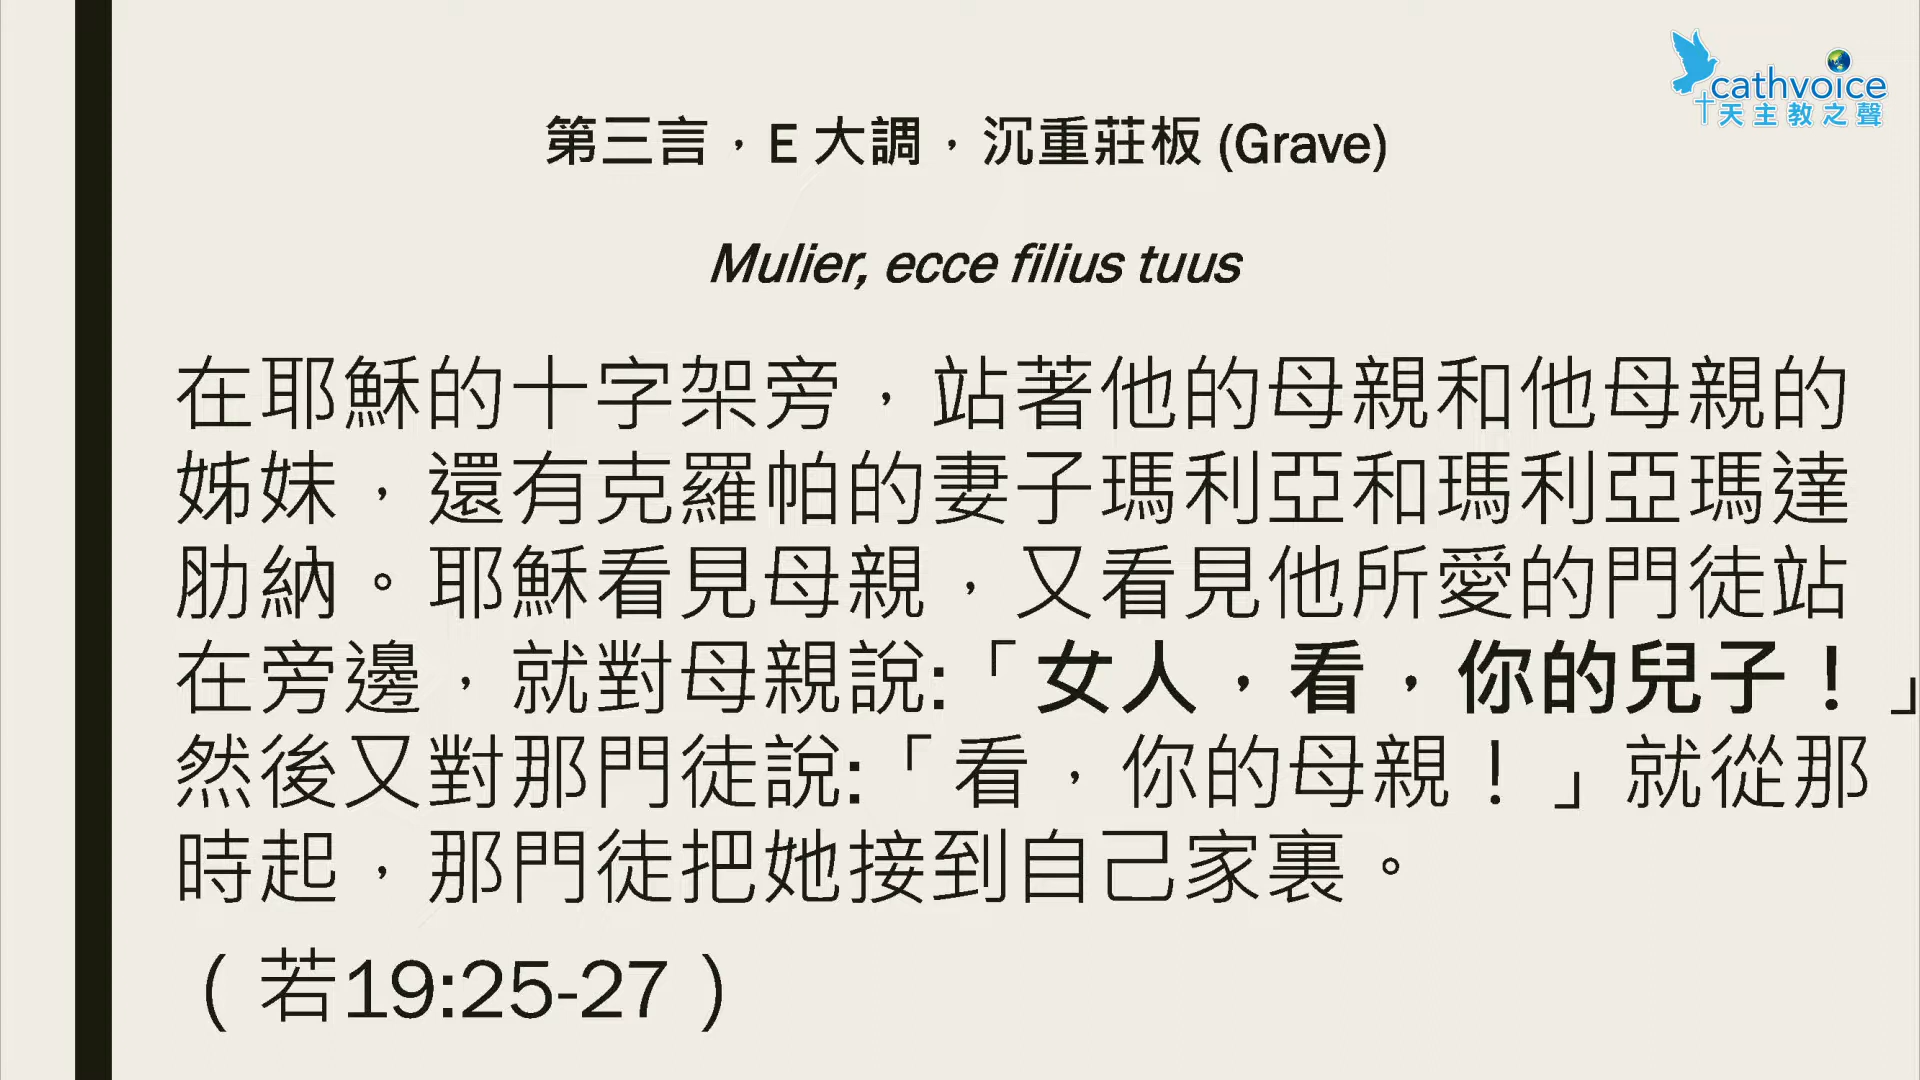 cathvoice
天主教之聲
第三言，E 大調，沉重莊板 (Grave)
Mulier, ecce filius tuus
在耶穌的十字架旁，站著他的母親和他母親的
姊妹，還有克羅帕的妻子瑪利亞和瑪利亞瑪達
肋納。耶穌看見母親，又看見他所愛的門徒站
在旁邊，就對母親說:「女人，看，你的兒子！」
然後又對那門徒說:「看，你的母親！」就從那
時起，那門徒把她接到自己家裏。
（若19:25-27）